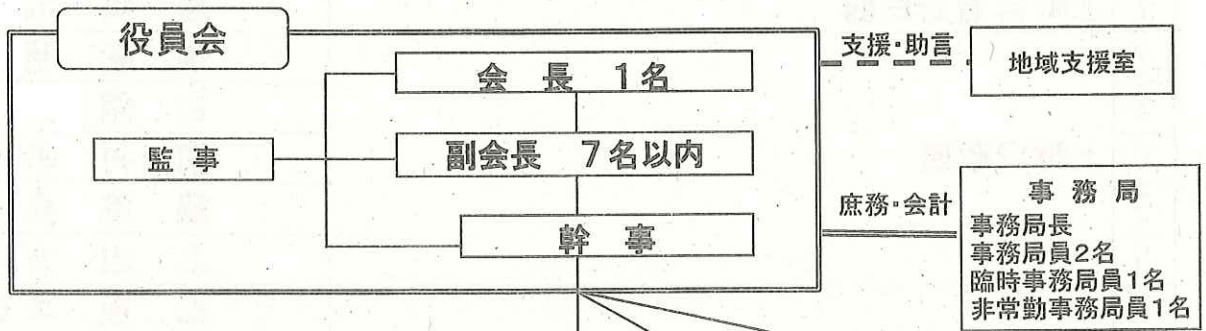 役員会
会 長 1名
支援・助言
地域支援室
監 事
副会長 7名以内
幹 事
庶務・会計
事 務 局
事務局長
事務局員2名
臨時事務局員1名
非常勤事務局員1名